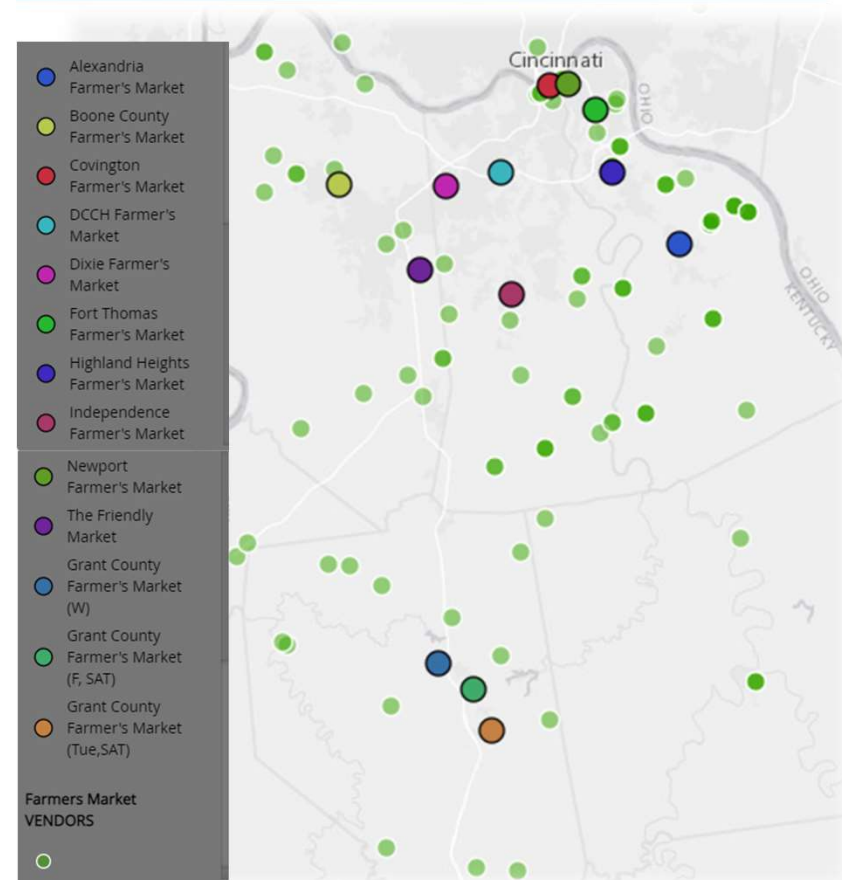 Alexandria
Farmer's Market
Boone County
Farmer's Market
Covington
Farmer's Market
DCCH Farmer's
Market
Dixie Farmer's
Market
Fort Thomas
Farmer's Market
Highland Heights
Farmer's Market
Independence
Farmer's Market
Newport
Farmer's Market
The Friendly
Market
Grant County
Farmer's Market
(W)
Grant County
Farmer's Market
(F, SAT)
Grant County
Farmer's Market
(Tue,SAT)
Farmers Market
VENDORS
Cincinnati
OHIO
OHIO
KENTUCKY